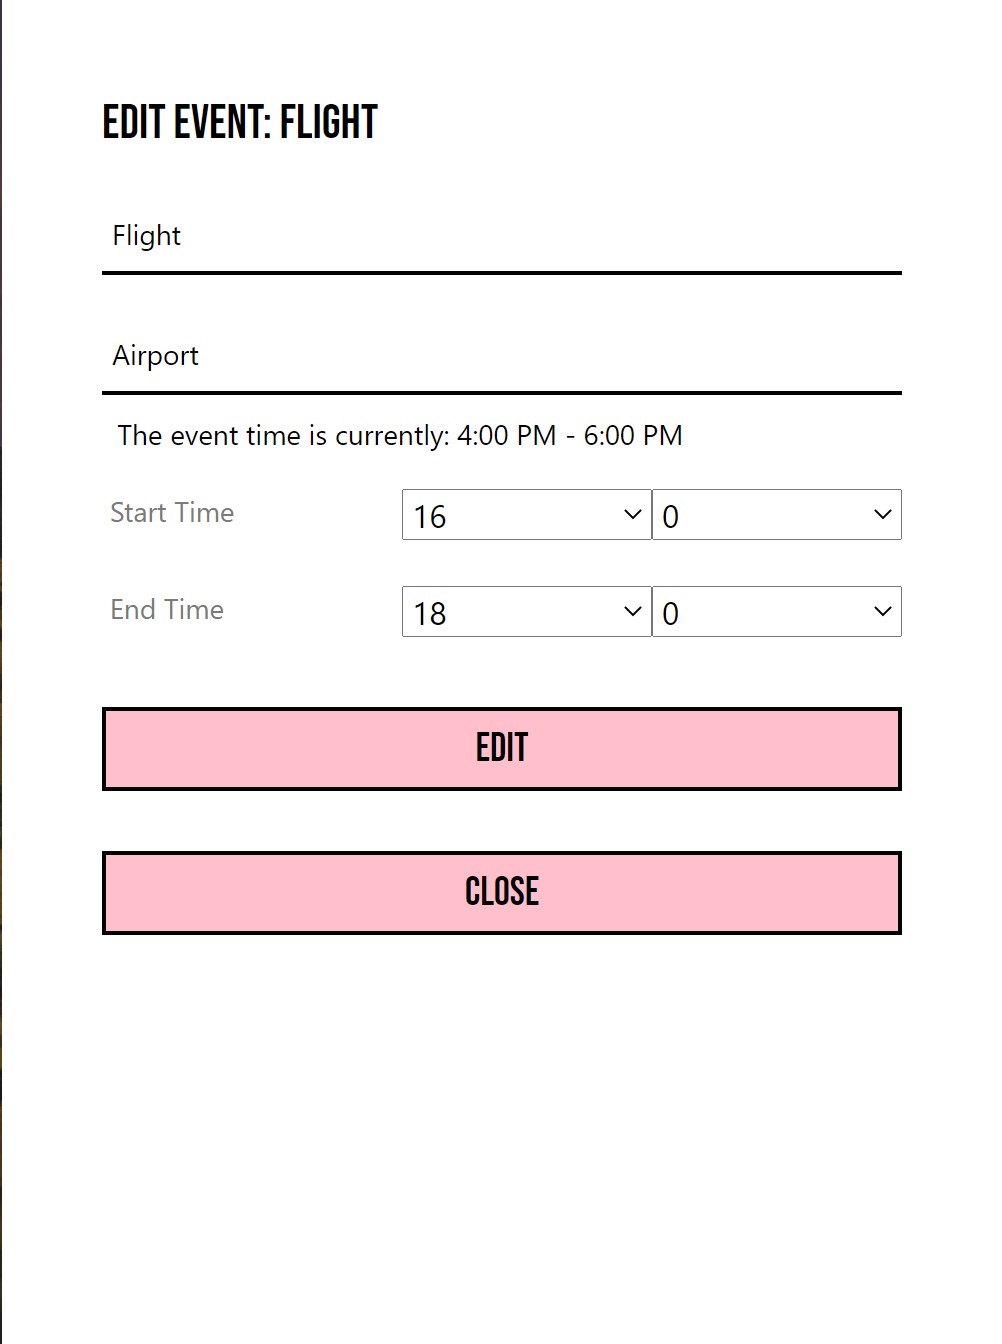 EDIT EVENT: FLIGHT
Flight
Airport
The event time is currently: 4:00 PM - 6:00 PM
Start Time 16 0
End Time 18 0
EDIT
CLOSE